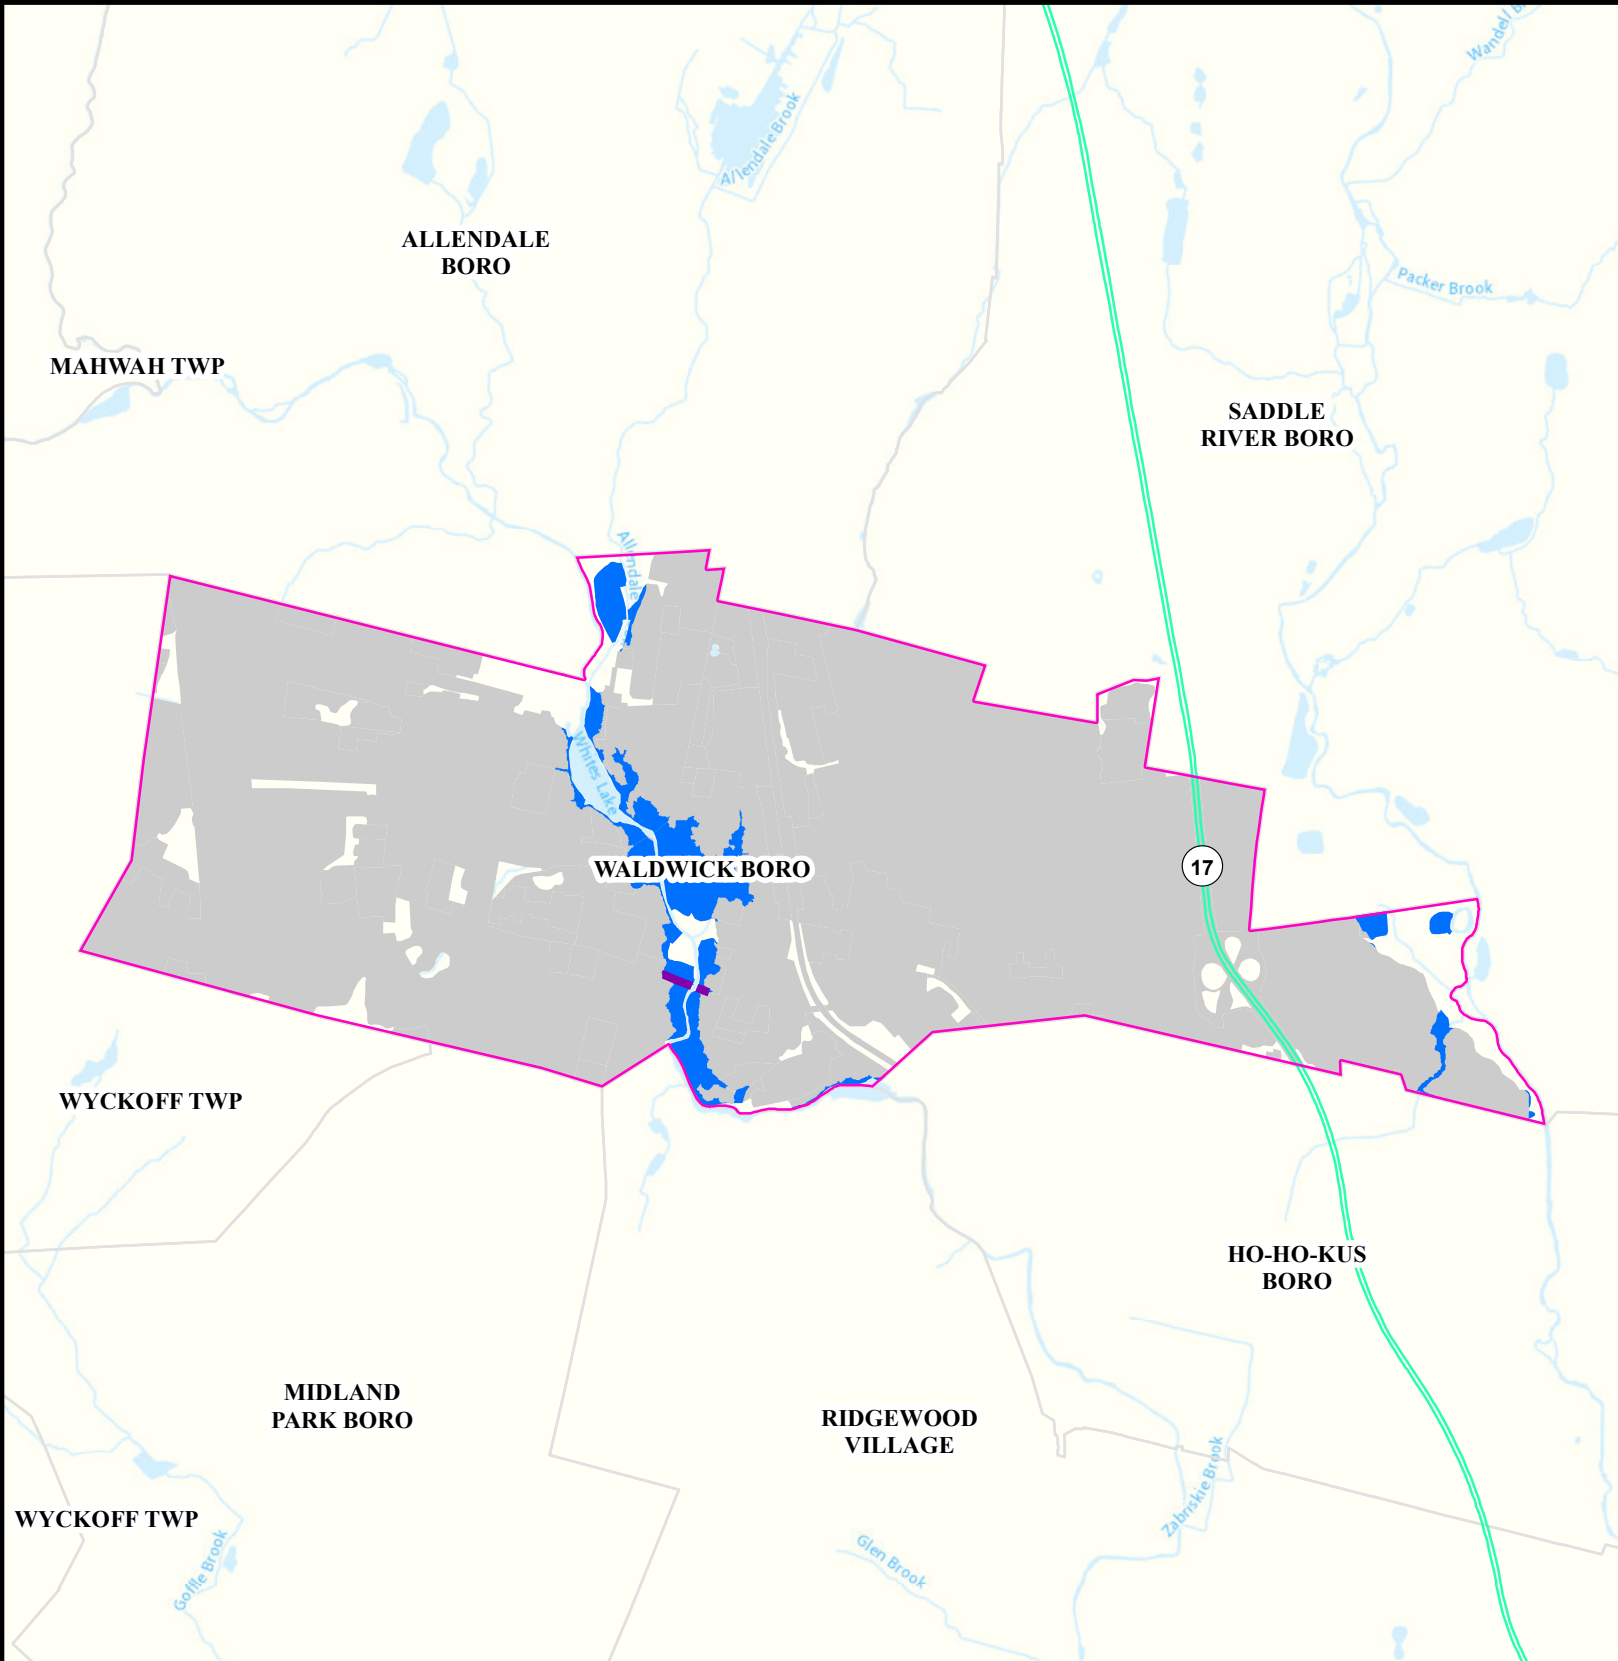 Wandel
Allendale Brook
ALLENDALE
BORO
Packer Brook
MAHWAH TWP
SADDLE
RIVER BORO
Allendale
Whites Lake
WALDWICK BORO
17
WYCKOFF TWP
HO-HO-KUS
BORO
MIDLAND
PARK BORO
RIDGEWOOD
VILLAGE
Zabriskie Brook
WYCKOFF TWP
Goffle Brook
Glen Brook